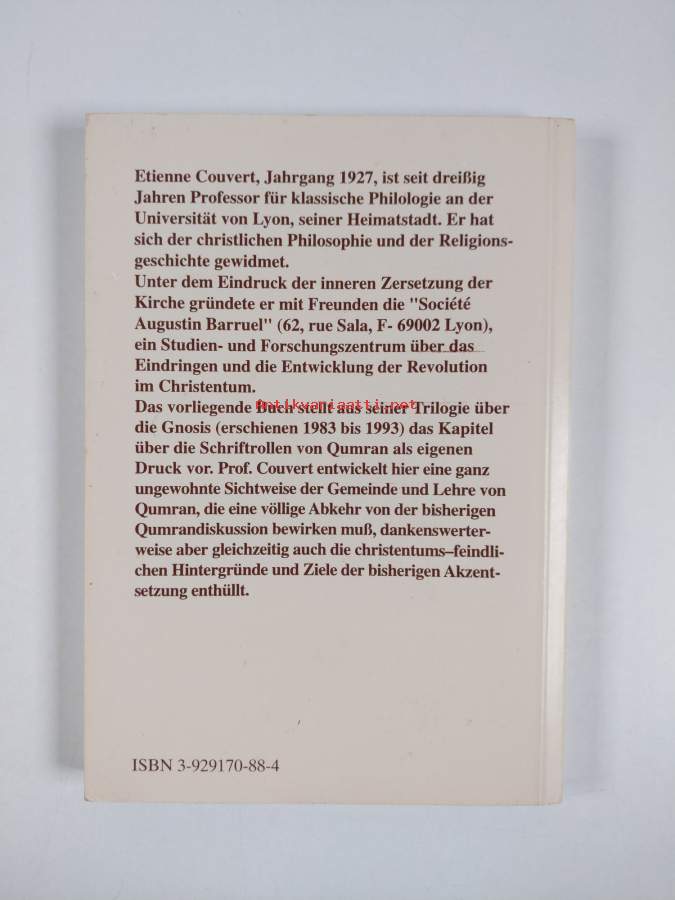 Etienne Couvert, Jahrgang 1927, ist seit dreißig
Jahren Professor für klassische Philologie an der
Universität von Lyon, seiner Heimatstadt. Er hat
sich der christlichen Philosophie und der Religions-
geschichte gewidmet.
Unter dem Eindruck der inneren Zersetzung der
Kirche gründete er mit Freunden die "Société
Augustin Barruel" (62, rue Sala, F- 69002 Lyon),
ein Studien- und Forschungszentrum über das
Eindringen und die Entwicklung der Revolution
im Christentum.
antikvariaatti.net
Das vorliegende Buch stellt aus seiner Trilogie über
die Gnosis (erschienen 1983 bis 1993) das Kapitel
über die Schriftrollen von Qumran als eigenen
Druck vor. Prof. Couvert entwickelt hier eine ganz
ungewohnte Sichtweise der Gemeinde und Lehre von
Qumran, die eine völlige Abkehr von der bisherigen
Qumrandiskussion bewirken muß, dankenswerter-
weise aber gleichzeitig auch die christentums–feindli-
chen Hintergründe und Ziele der bisherigen Akzent-
setzung enthüllt.
ISBN 3-929170-88-4